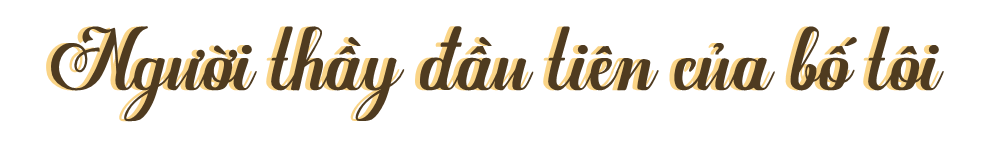 Người thầy đầu tiên của bố tôi